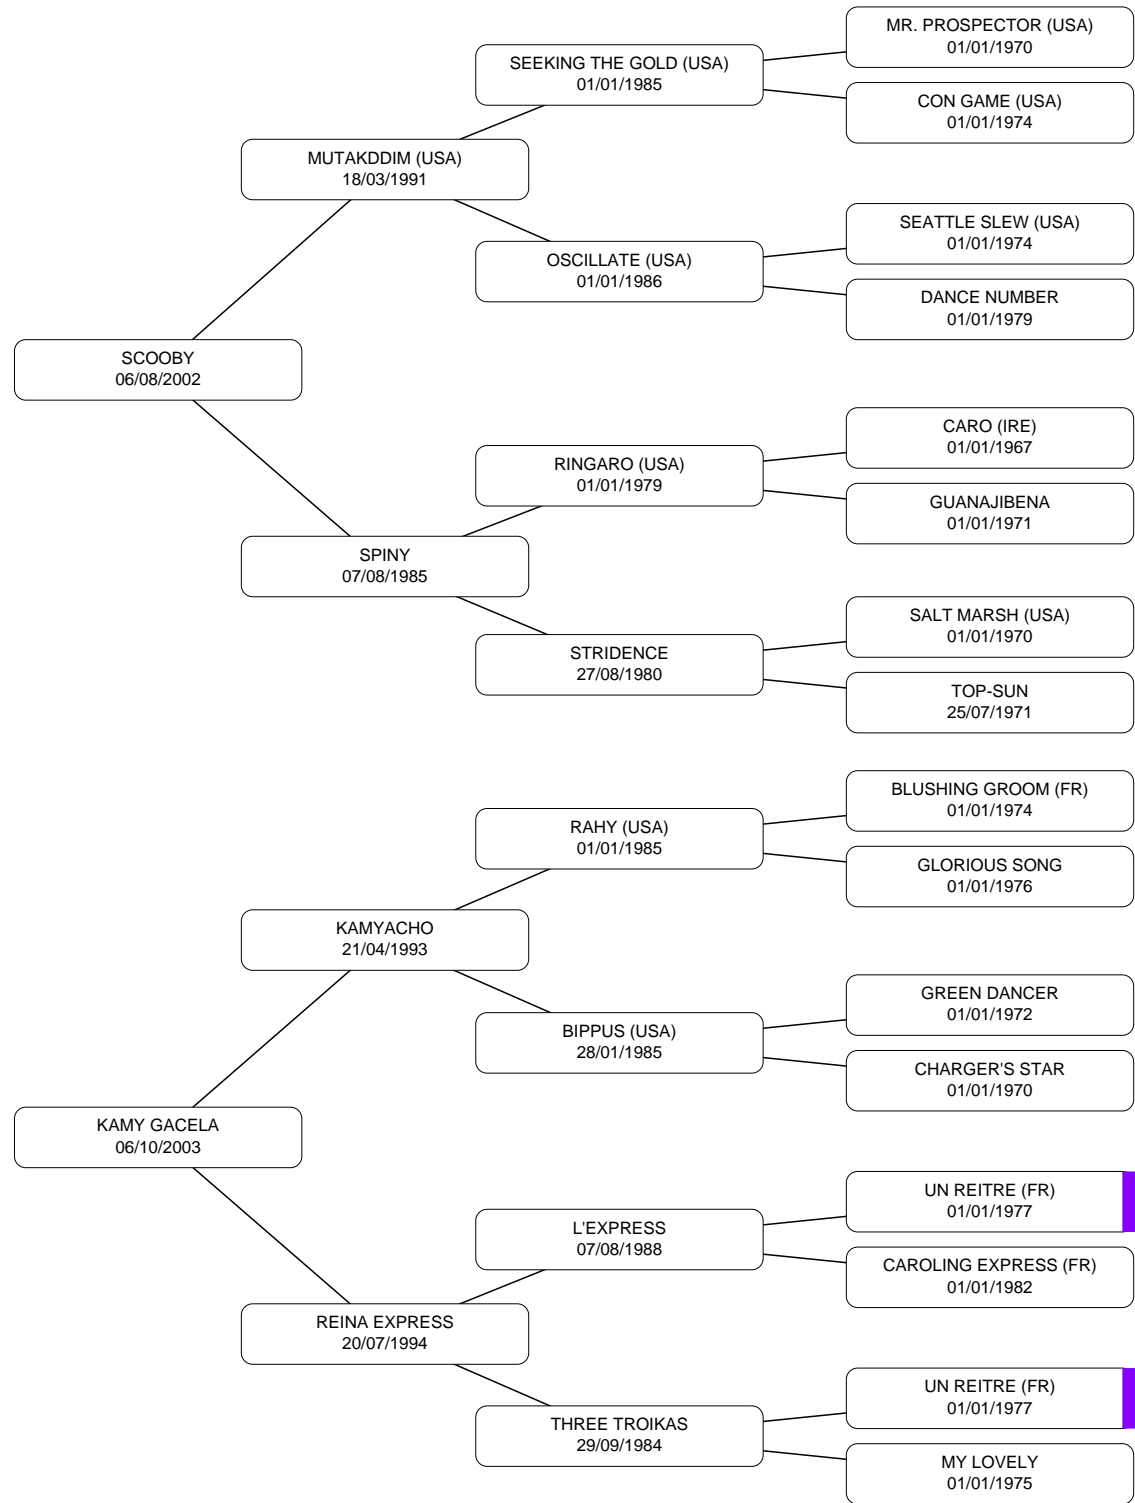 MR. PROSPECTOR (USA)
01/01/1970
SEEKING THE GOLD (USA)
01/01/1985
CON GAME (USA)
01/01/1974
MUTAKDDIM (USA)
18/03/1991
SEATTLE SLEW (USA)
01/01/1974
OSCILLATE (USA)
01/01/1986
DANCE NUMBER
01/01/1979
SCOOBY
06/08/2002
CARO (IRE)
01/01/1967
RINGARO (USA)
01/01/1979
GUANAJIBENA
01/01/1971
SPINY
07/08/1985
SALT MARSH (USA)
01/01/1970
STRIDENCE
27/08/1980
TOP-SUN
25/07/1971
BLUSHING GROOM (FR)
01/01/1974
RAHY (USA)
01/01/1985
GLORIOUS SONG
01/01/1976
KAMYACHO
21/04/1993
GREEN DANCER
01/01/1972
BIPPUS (USA)
28/01/1985
CHARGER'S STAR
01/01/1970
KAMY GACELA
06/10/2003
UN REITRE (FR)
01/01/1977
L'EXPRESS
07/08/1988
CAROLING EXPRESS (FR)
01/01/1982
REINA EXPRESS
20/07/1994
UN REITRE (FR)
01/01/1977
THREE TROIKAS
29/09/1984
MY LOVELY
01/01/1975